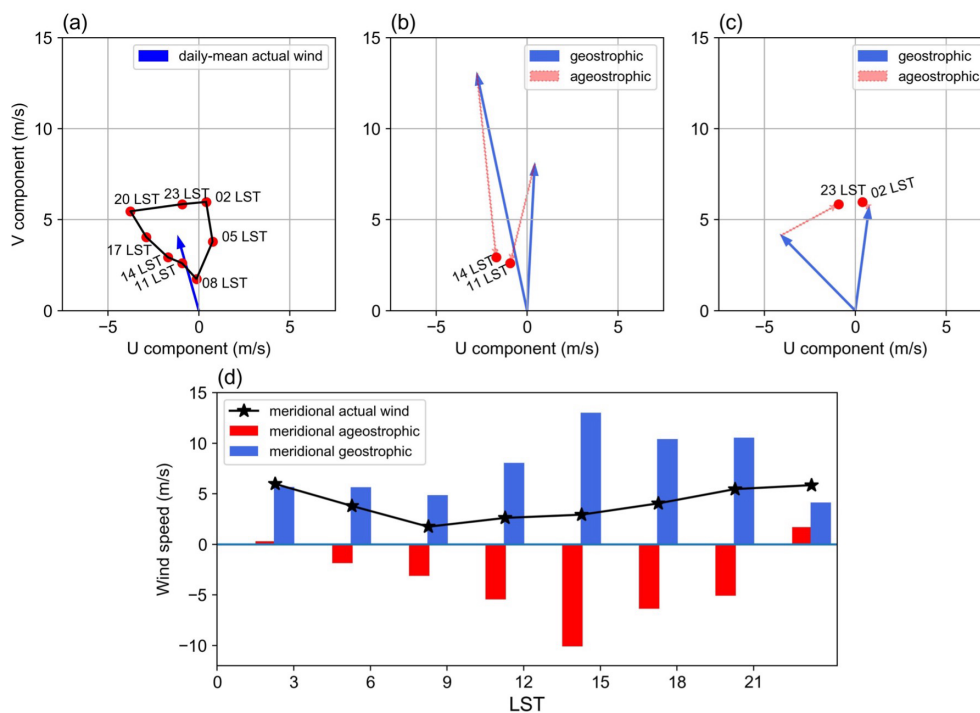 (a)
15
10
5
0
−5
0
5
V component (m/s)
U component (m/s)
daily-mean actual wind
20 LST
23 LST
02 LST
17 LST
05 LST
14 LST
11 LST
08 LST
(b)
15
10
5
0
−5
0
5
U component (m/s)
geostrophic
ageostrophic
14 LST
11 LST
(c)
15
10
5
0
−5
0
5
U component (m/s)
geostrophic
ageostrophic
23 LST
02 LST
(d)
15
10
5
0
−5
−10
Wind speed (m/s)
meridional actual wind
meridional ageostrophic
meridional geostrophic
0
3
6
9
12
15
18
21
LST